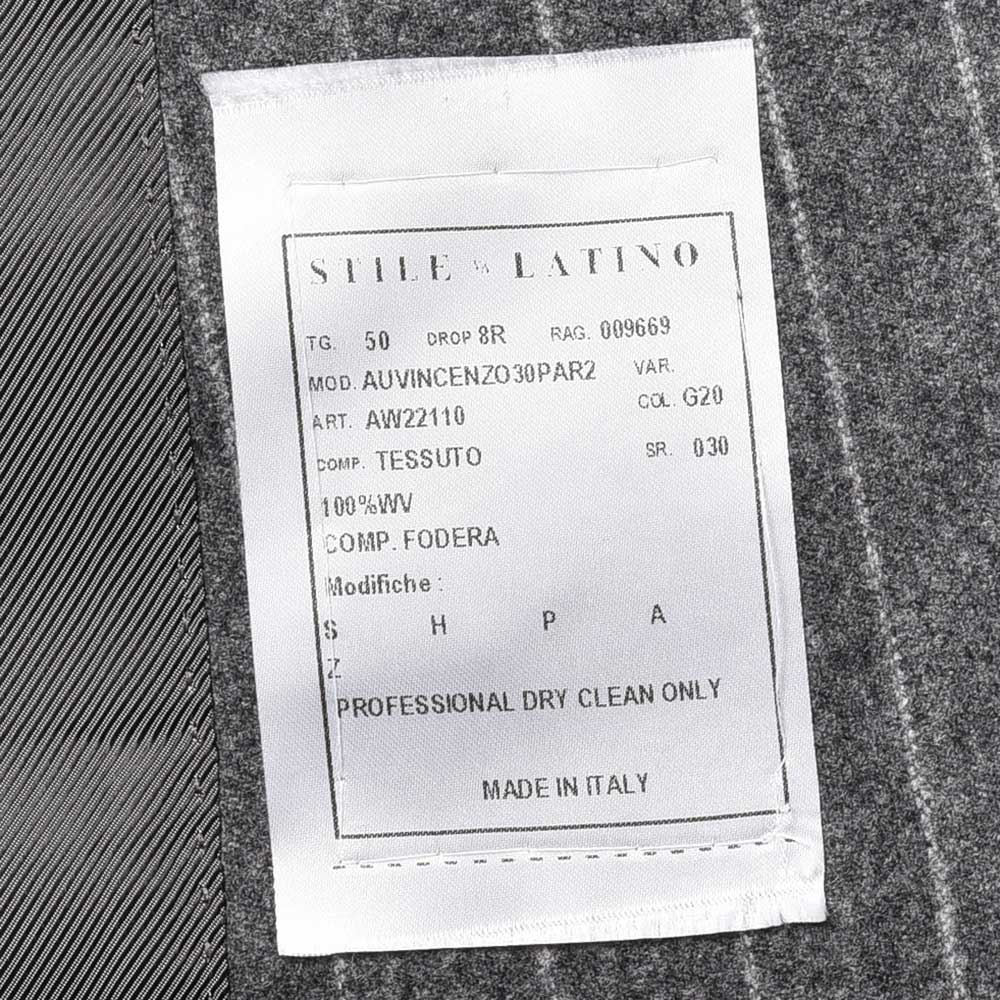 STILE LATINO
TG. 50 DROP 8R RAG. 009669
MOD. AUVINCENZO30PAR2 VAR.
ART. AW22110 COL. G20
COMP. TESSUTO SR. 030
100%WV
COMP. FODERA
Modifiche :
S H P A
Z
PROFESSIONAL DRY CLEAN ONLY
MADE IN ITALY